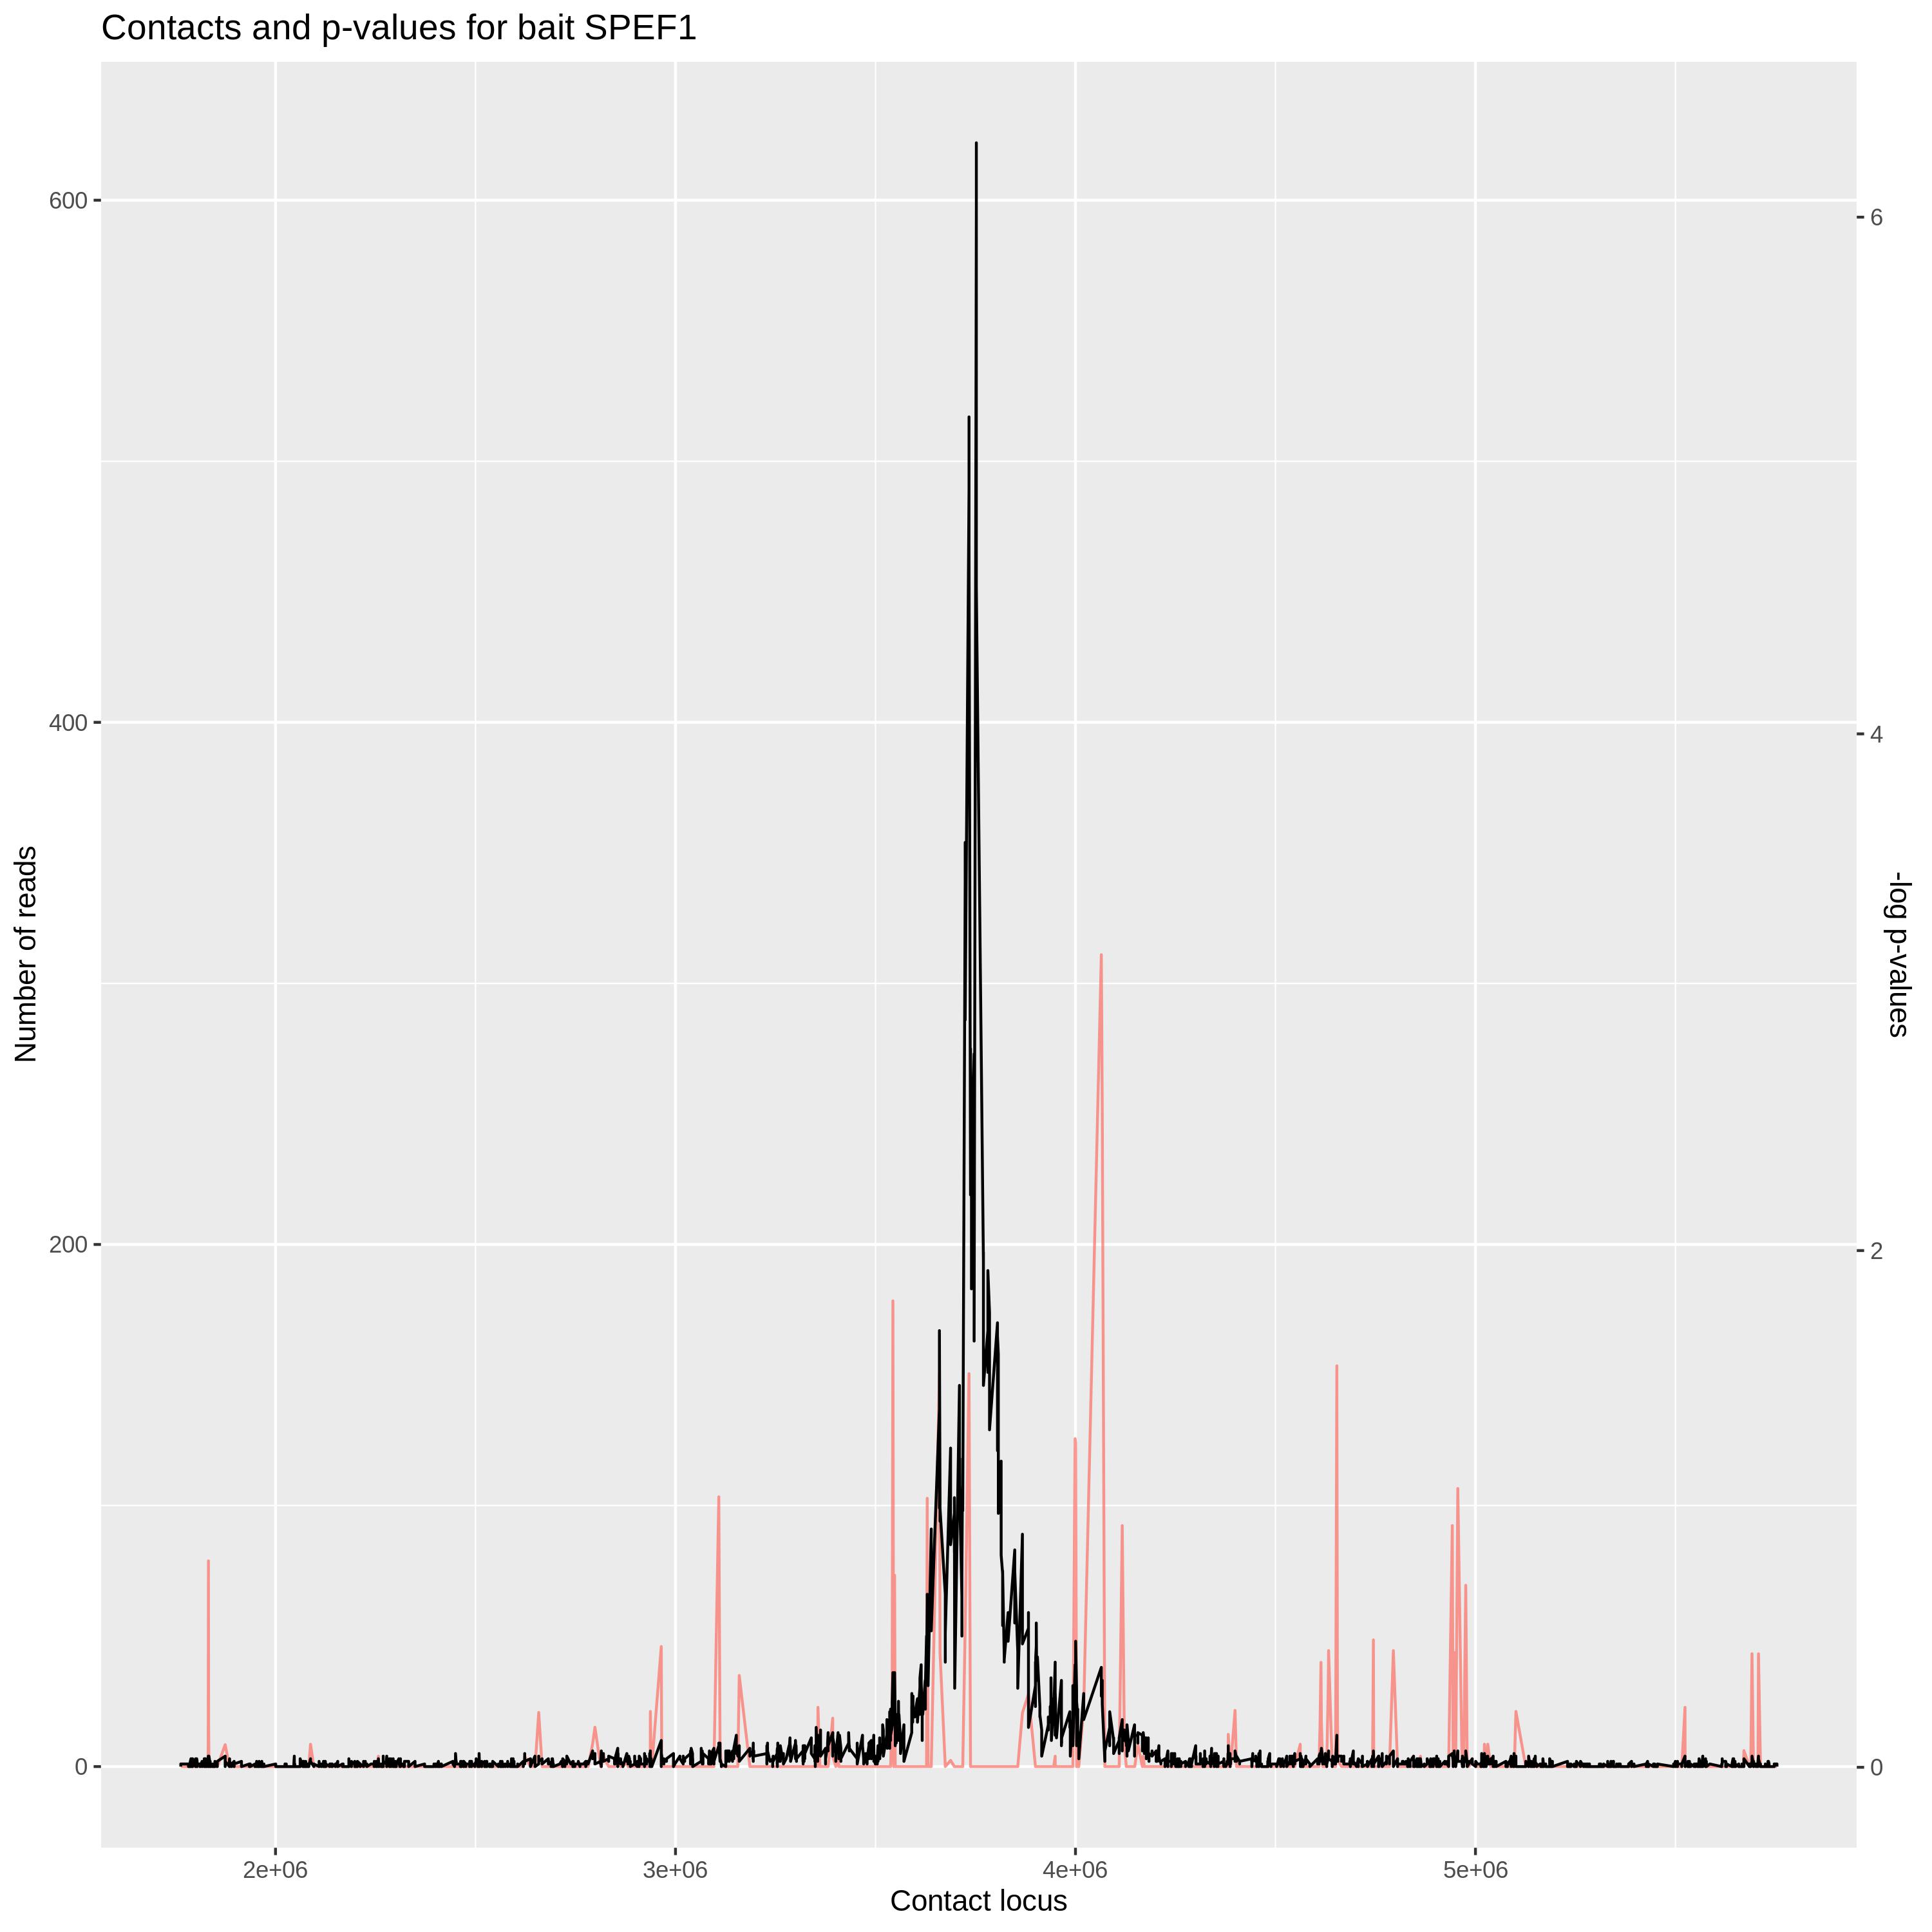 Contacts and p-values for bait SPEF1
600
400
200
0
Number of reads
6
4
2
0
-log p-values
2e+06
3e+06
4e+06
5e+06
Contact locus